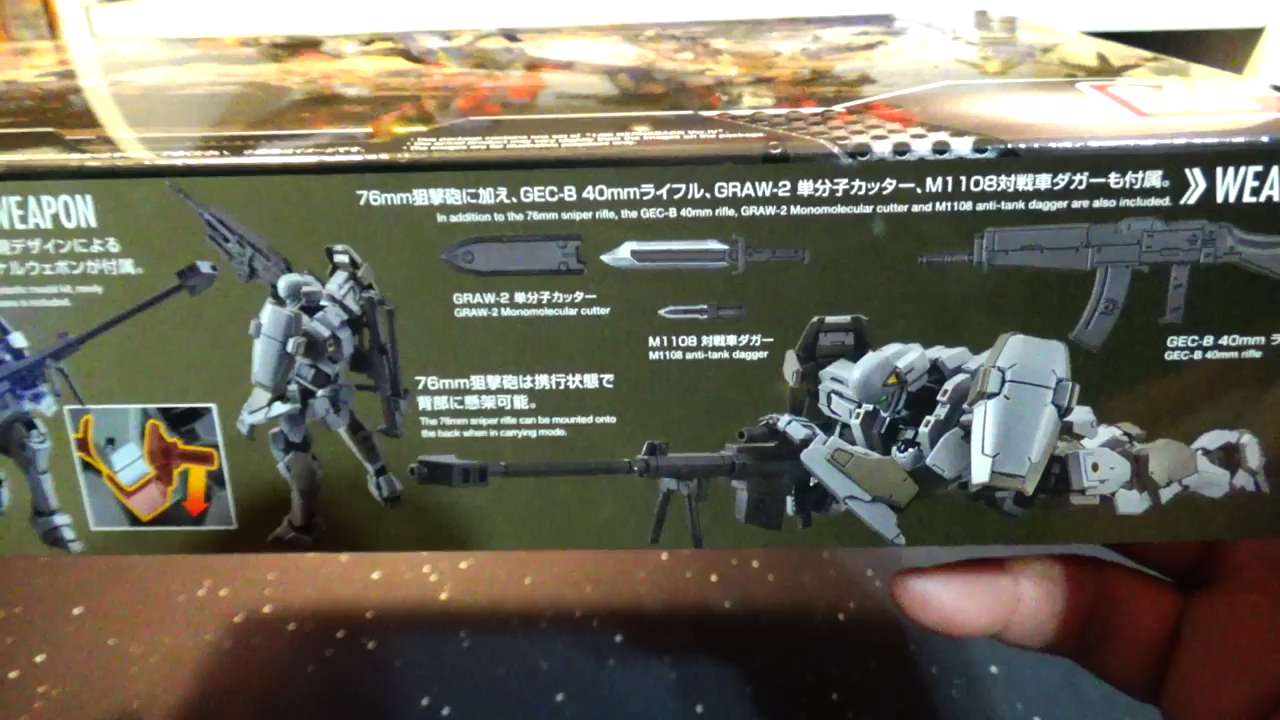 76mm狙撃砲に加え、GEC-B 40mmライフル、GRAW-2 単分子カッター、M1108対戦車ダガーも付属。
In addition to the 76mm sniper rifle, the GEC-B 40mm rifle, GRAW-2 Monomolecular cutter and M1108 anti-tank dagger are also included.
WEAPON
デザインによる
ルウェポンが付属。
is included.
WEA
GRAW-2 単分子カッター
GRAW-2 Monomolecular cutter
M1108 対戦車ダガー
M1108 anti-tank dagger
GEC-B 40mm ラ
GEC-B 40mm rifle
76mm狙撃砲は携行状態で
背部に懸架可能。
The 76mm sniper rifle can be mounted onto
the back when in carrying mode.